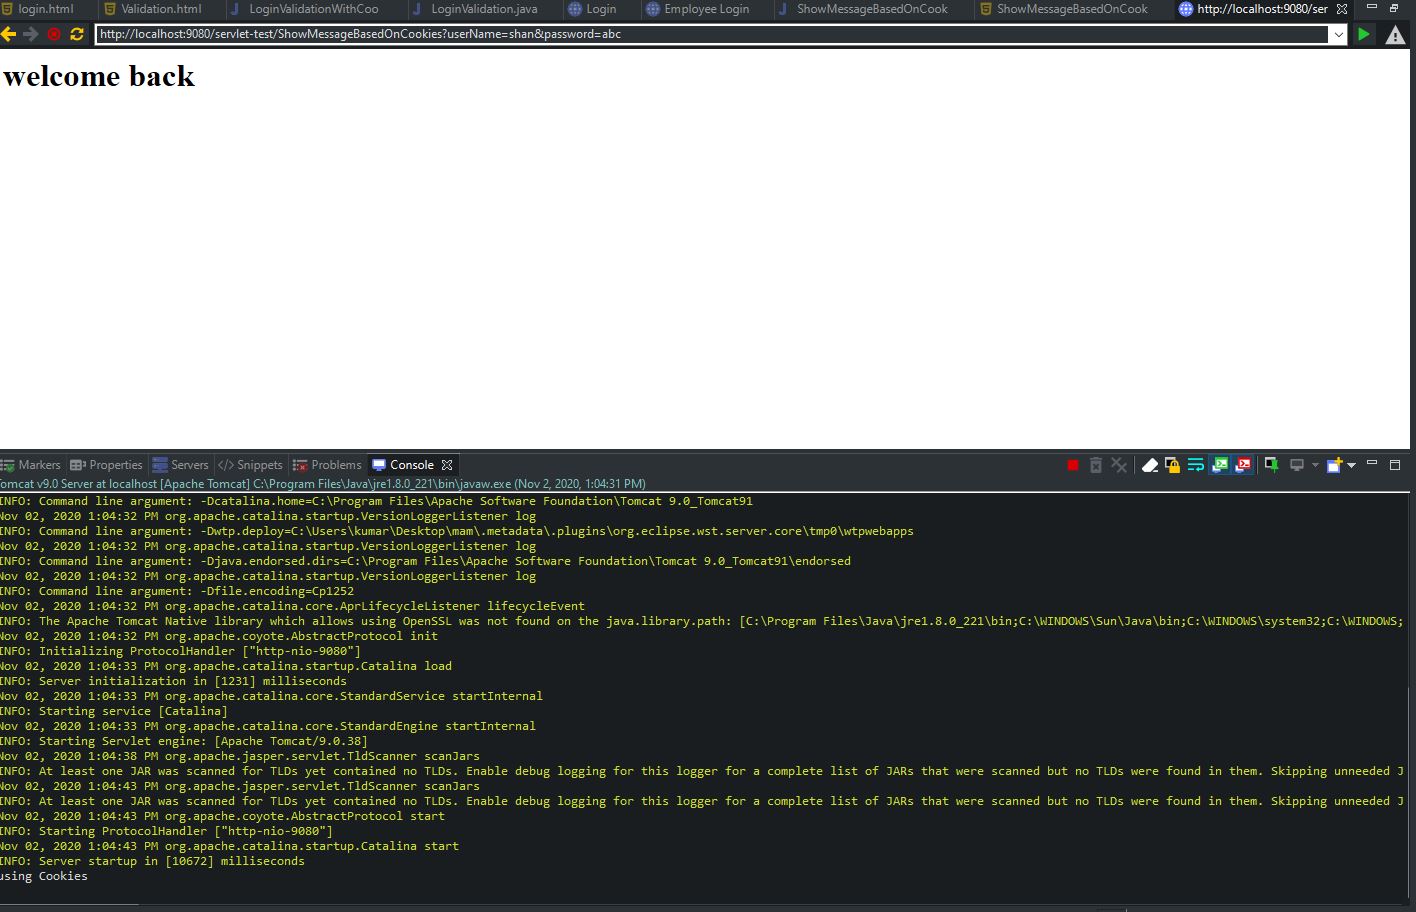 login.html Validation.html LoginValidationWithCoo LoginValidation.java Login Employee Login ShowMessageBasedOnCook ShowMessageBasedOnCook http://localhost:9080/ser
http://localhost:9080/servlet-test/ShowMessageBasedOnCookies?userName=shan&password=abc
welcome back
Markers Properties Servers Snippets Problems Console
Tomcat v9.0 Server at localhost [Apache Tomcat] C:\Program Files\Java\jre1.8.0_221\bin\javaw.exe (Nov 2, 2020, 1:04:31 PM)
INFO: Command line argument: -Dcatalina.home=C:\Program Files\Apache Software Foundation\Tomcat 9.0_Tomcat91
Nov 02, 2020 1:04:32 PM org.apache.catalina.startup.VersionLoggerListener log
INFO: Command line argument: -Dwtp.deploy=C:\Users\kumar\Desktop\mam\.metadata\.plugins\org.eclipse.wst.server.core\tmp0\wtpwebapps
Nov 02, 2020 1:04:32 PM org.apache.catalina.startup.VersionLoggerListener log
INFO: Command line argument: -Djava.endorsed.dirs=C:\Program Files\Apache Software Foundation\Tomcat 9.0_Tomcat91\endorsed
Nov 02, 2020 1:04:32 PM org.apache.catalina.startup.VersionLoggerListener log
INFO: Command line argument: -Dfile.encoding=Cp1252
Nov 02, 2020 1:04:32 PM org.apache.catalina.core.AprLifecycleListener lifecycleEvent
INFO: The Apache Tomcat Native library which allows using OpenSSL was not found on the java.library.path: [C:\Program Files\Java\jre1.8.0_221\bin;C:\WINDOWS\Sun\Java\bin;C:\WINDOWS\system32;C:\WINDOWS;
Nov 02, 2020 1:04:32 PM org.apache.coyote.AbstractProtocol init
INFO: Initializing ProtocolHandler ["http-nio-9080"]
Nov 02, 2020 1:04:33 PM org.apache.catalina.startup.Catalina load
INFO: Server initialization in [1231] milliseconds
Nov 02, 2020 1:04:33 PM org.apache.catalina.core.StandardService startInternal
INFO: Starting service [Catalina]
Nov 02, 2020 1:04:33 PM org.apache.catalina.core.StandardEngine startInternal
INFO: Starting Servlet engine: [Apache Tomcat/9.0.38]
Nov 02, 2020 1:04:38 PM org.apache.jasper.servlet.TldScanner scanJars
INFO: At least one JAR was scanned for TLDs yet contained no TLDs. Enable debug logging for this logger for a complete list of JARs that were scanned but no TLDs were found in them. Skipping unneeded J
Nov 02, 2020 1:04:43 PM org.apache.jasper.servlet.TldScanner scanJars
INFO: At least one JAR was scanned for TLDs yet contained no TLDs. Enable debug logging for this logger for a complete list of JARs that were scanned but no TLDs were found in them. Skipping unneeded J
Nov 02, 2020 1:04:43 PM org.apache.coyote.AbstractProtocol start
INFO: Starting ProtocolHandler ["http-nio-9080"]
Nov 02, 2020 1:04:43 PM org.apache.catalina.startup.Catalina start
INFO: Server startup in [10672] milliseconds
using Cookies